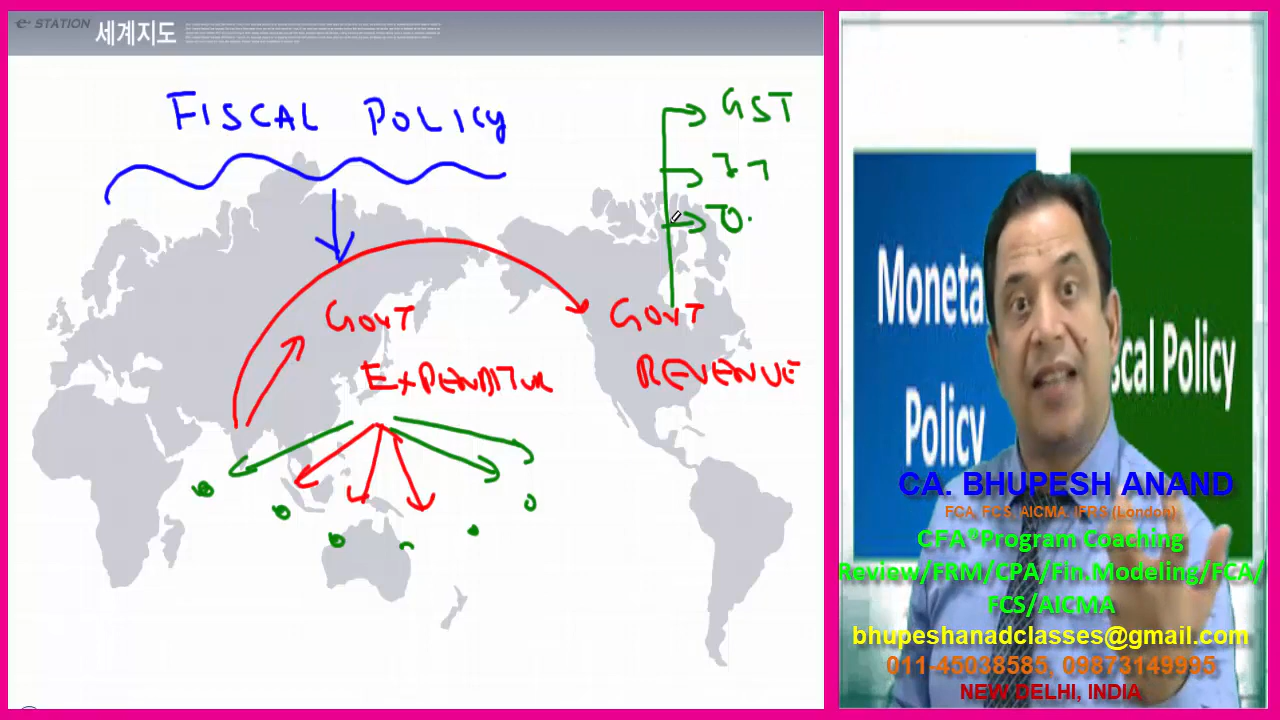 e- STATION
세계지도
FISCAL POLICY
GST
GOVT
EXPENDITUR
GOVT
REVENUE
Moneta
Policy
scal Policy
CA. BHUPESH ANAND
FCA, FCS, AICMA, IFRS (London)
CFA®Program Coaching
Review/FRM/CPA/Fin.Modeling/FCA/
FCS/AICMA
bhupeshanadclasses@gmail.com
011-45038585, 09873149995
NEW DELHI, INDIA